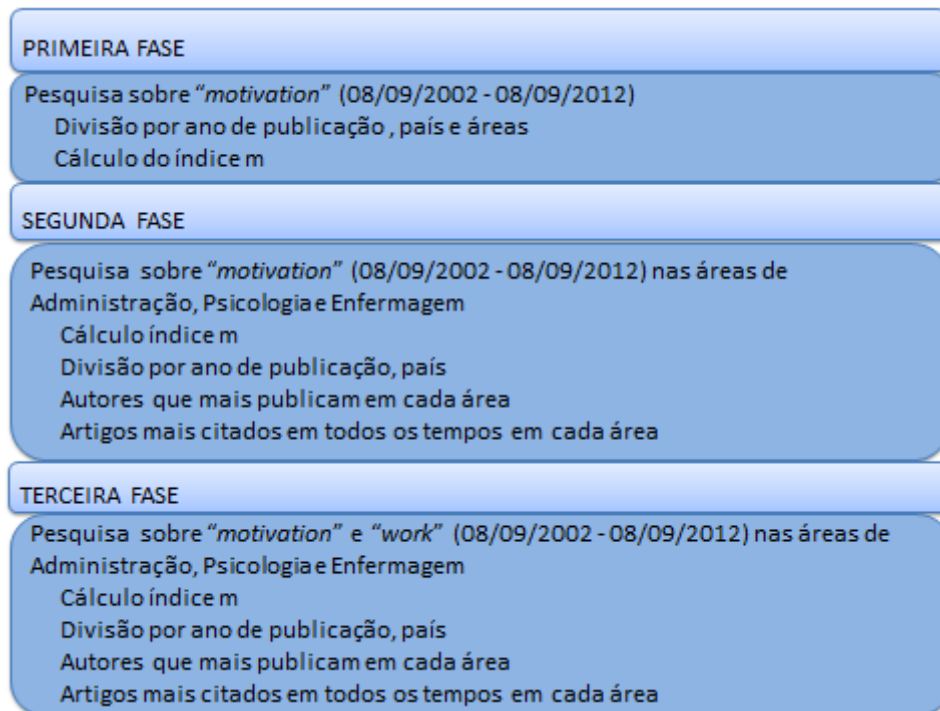 PRIMEIRA FASE
Pesquisa sobre “motivation” (08/09/2002 - 08/09/2012)
Divisão por ano de publicação , país e áreas
Cálculo do índice m
SEGUNDA FASE
Pesquisa sobre “motivation” (08/09/2002 - 08/09/2012) nas áreas de
Administração, Psicologia e Enfermagem
Cálculo índice m
Divisão por ano de publicação, país
Autores que mais publicam em cada área
Artigos mais citados em todos os tempos em cada área
TERCEIRA FASE
Pesquisa sobre “motivation” e “work” (08/09/2002 - 08/09/2012) nas áreas de
Administração, Psicologia e Enfermagem
Cálculo índice m
Divisão por ano de publicação, país
Autores que mais publicam em cada área
Artigos mais citados em todos os tempos em cada área